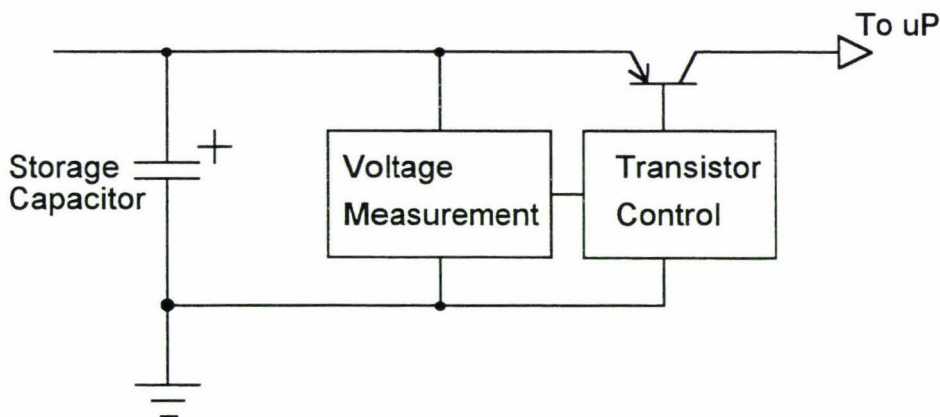 To uP
+
Storage
Capacitor
Voltage
Measurement
Transistor
Control